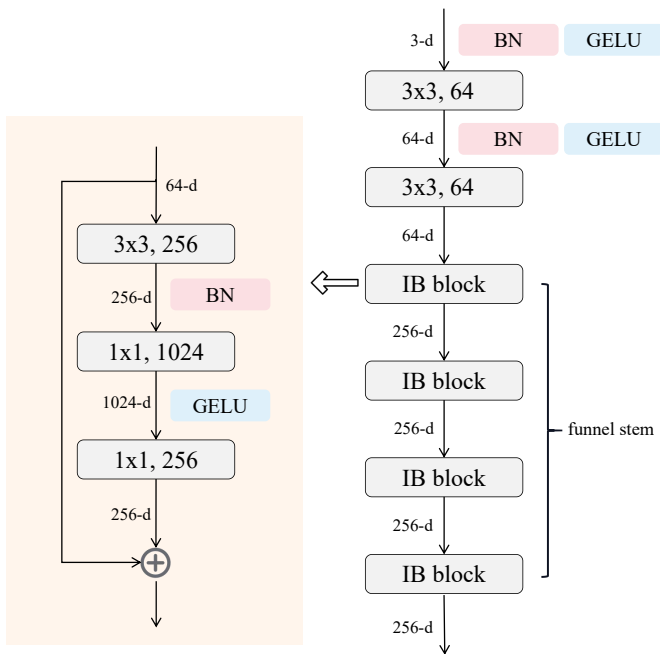 64-d
3x3, 256
256-d
BN
1x1, 1024
1024-d
GELU
1x1, 256
256-d
3-d
BN
GELU
3x3, 64
64-d
BN
GELU
3x3, 64
64-d
IB block
256-d
IB block
256-d
IB block
256-d
IB block
256-d
funnel stem